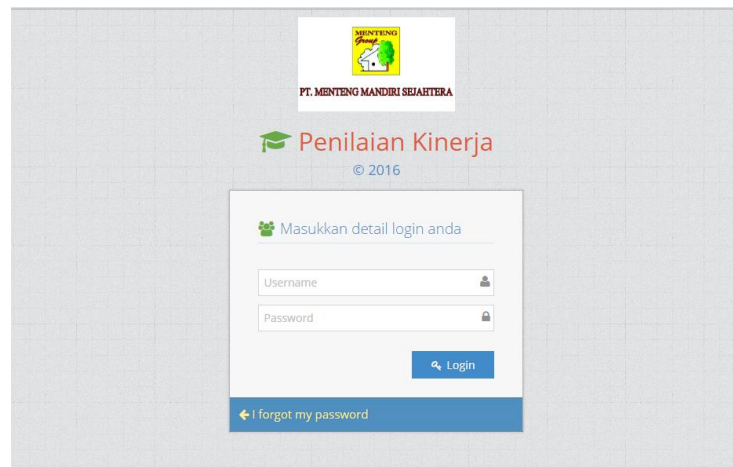 MENTENG
Group
PT. MENTENG MANDIRI SEJAHTERA
Penilaian Kinerja
© 2016
Masukkan detail login anda
Username
Password
Login
I forgot my password